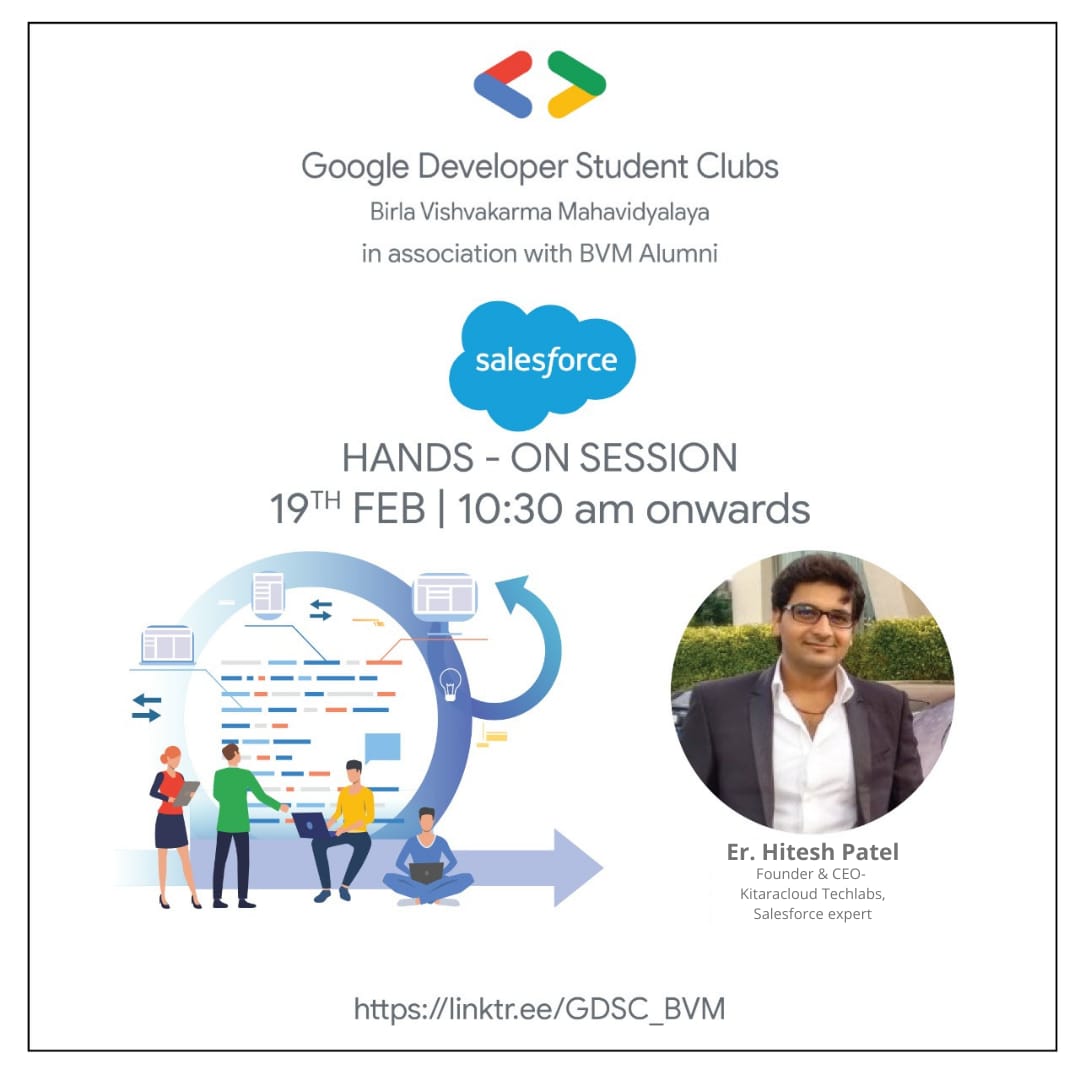 Google Developer Student Clubs
Birla Vishvakarma Mahavidyalaya
in association with BVM Alumni
salesforce
HANDS - ON SESSION
19TH FEB | 10:30 am onwards
Er. Hitesh Patel
Founder & CEO-
Kitaracloud Techlabs,
Salesforce expert
https://linktr.ee/GDSC_BVM